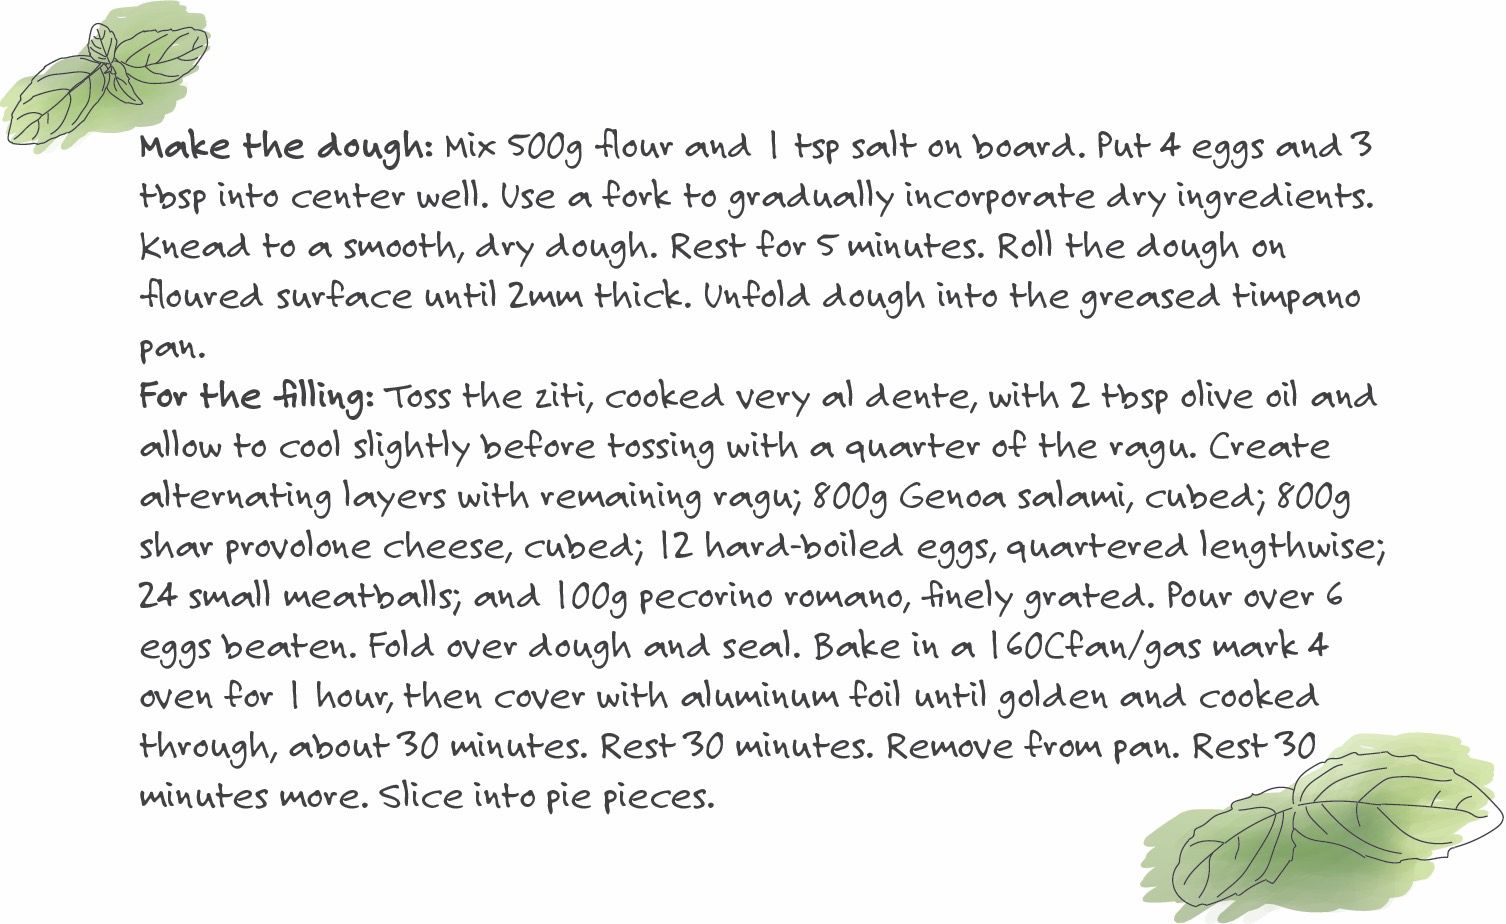 Make the dough: Mix 500g flour and 1 tsp salt on board. Put 4 eggs and 3
tbsp into center well. Use a fork to gradually incorporate dry ingredients.
Knead to a smooth, dry dough. Rest for 5 minutes. Roll the dough on
floured surface until 2mm thick. Unfold dough into the greased timpano
pan.
For the filling: Toss the ziti, cooked very al dente, with 2 tbsp olive oil and
allow to cool slightly before tossing with a quarter of the ragu. Create
alternating layers with remaining ragu; 800g Genoa salami, cubed; 800g
shar provolone cheese, cubed; 12 hard-boiled eggs, quartered lengthwise;
24 small meatballs; and 100g pecorino romano, finely grated. Pour over 6
eggs beaten. Fold over dough and seal. Bake in a 160Cfan/gas mark 4
oven for 1 hour, then cover with aluminum foil until golden and cooked
through, about 30 minutes. Rest 30 minutes. Remove from pan. Rest 30
minutes more. Slice into pie pieces.